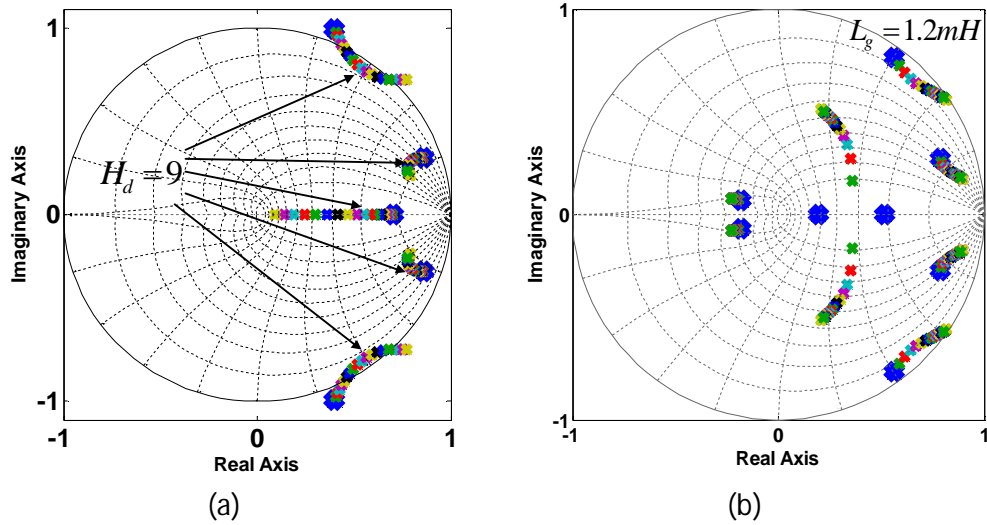 1
0
-1
-1
0
1
Imaginary Axis
Real Axis
H_d = 9
(a)
L_g = 1.2mH
1
0
-1
-1
0
1
Imaginary Axis
Real Axis
(b)